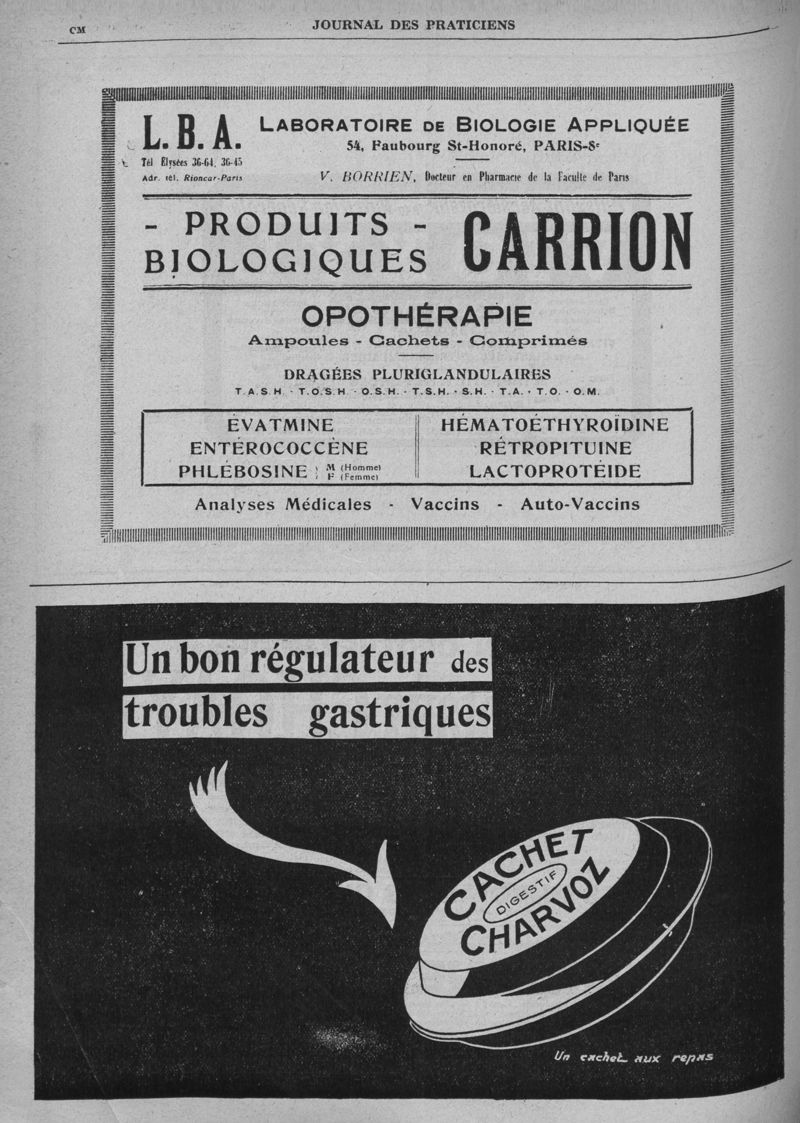 CM
JOURNAL DES PRATICIENS
L. B. A.
LABORATOIRE DE BIOLOGIE APPLIQUÉE
54, Faubourg St-Honoré, PARIS-8e
Tél Élysées 36-64, 36-45
Adr. tél. Rioncar-Paris
V. BORRIEN, Docteur en Pharmacie de la Faculté de Paris
- PRODUITS -
BIOLOGIQUES
CARRION
OPOTHÉRAPIE
Ampoules - Cachets - Comprimés
DRAGÉES PLURIGLANDULAIRES
T.A.S.H. · T.O.S.H. · O.S.H. · T.S.H. · S.H. · T.A. · T.O. · O.M.
ÉVATMINE
ENTÉROCOCCÈNE
PHLÉBOSINE M (Homme)
F (Femme)
HÉMATOÉTHYROÏDINE
RÉTROPITUINE
LACTOPROTÉIDE
Analyses Médicales - Vaccins - Auto-Vaccins
Un bon régulateur des
troubles gastriques
CACHET
DIGESTIF
CHARVOZ
Un cachet aux repas